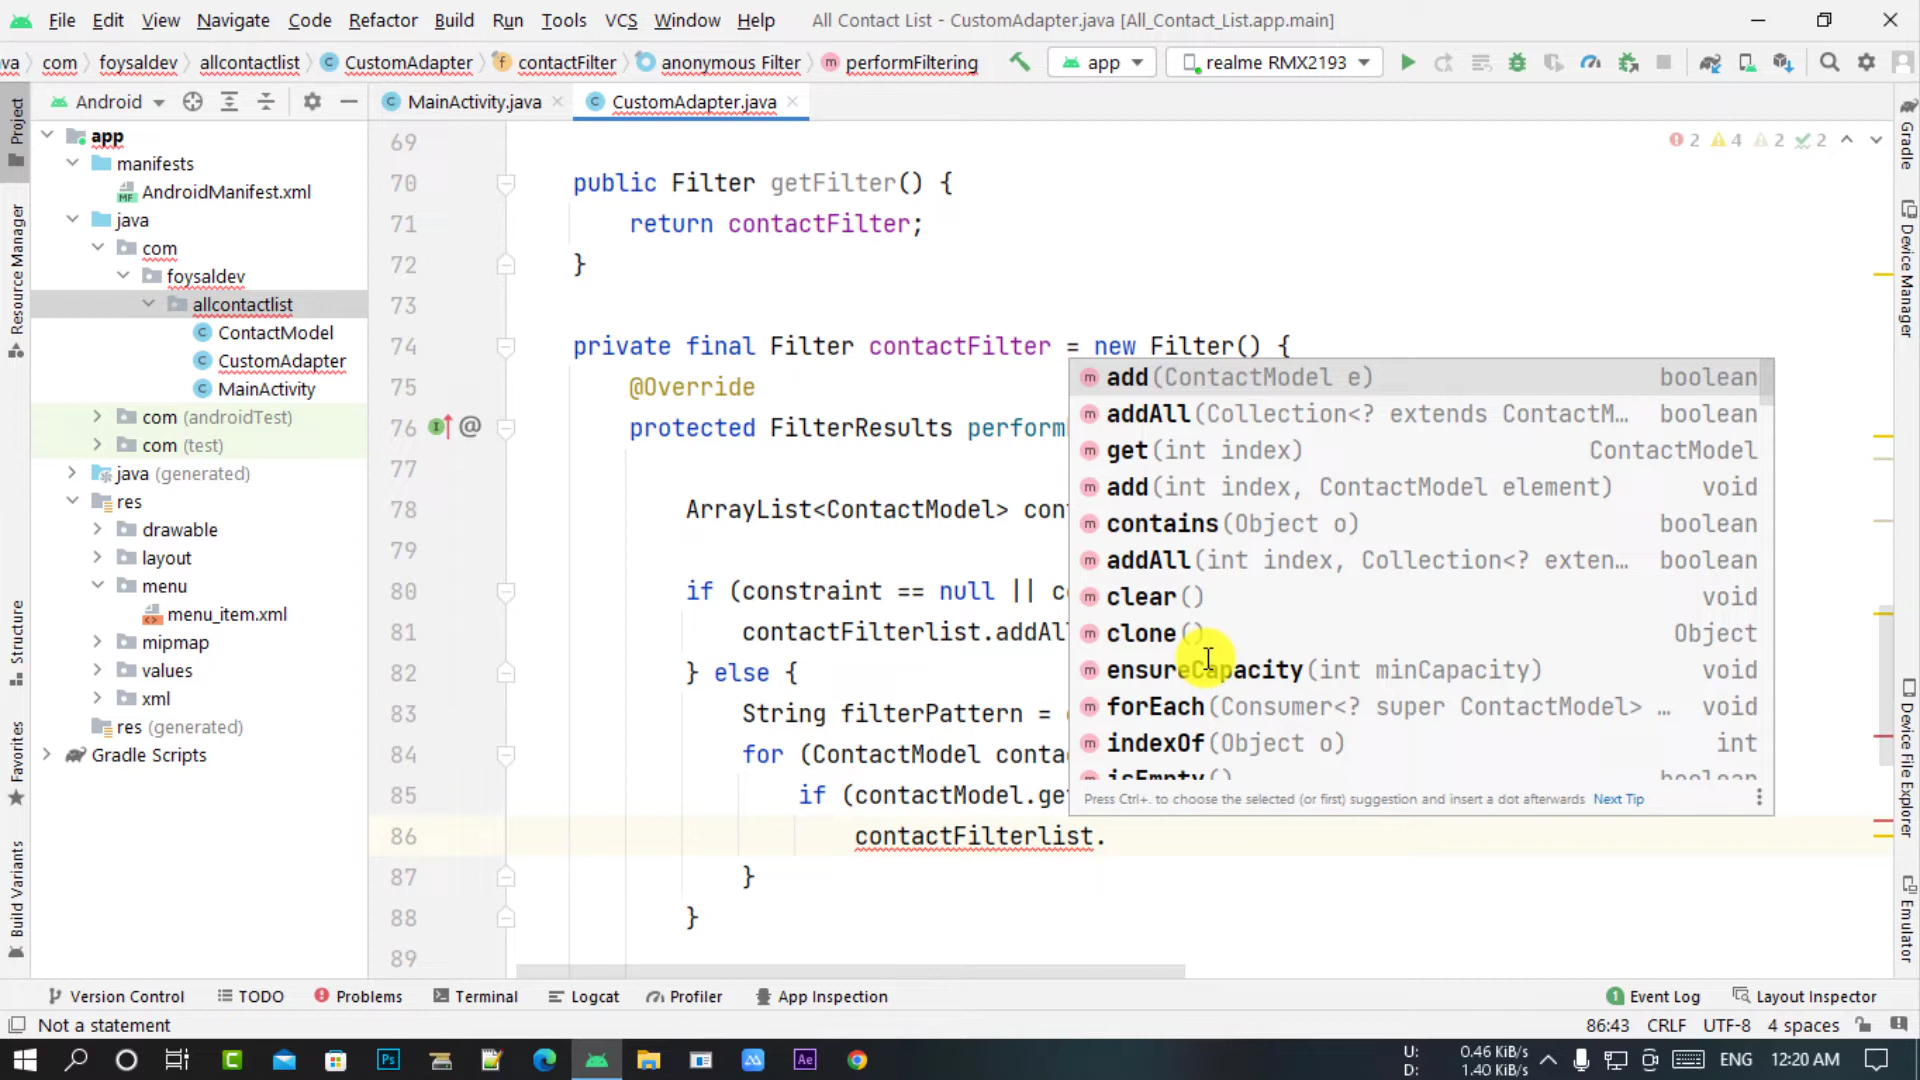 File Edit View Navigate Code Refactor Build Run Tools VCS Window Help All Contact List - CustomAdapter.java [All_Contact_List.app.main]
va com foysaldev allcontactlist CustomAdapter contactFilter anonymous Filter performFiltering app realme RMX2193
Android MainActivity.java CustomAdapter.java
Project
Resource Manager
Structure
Favorites
Build Variants
app
manifests
AndroidManifest.xml
java
com
foysaldev
allcontactlist
ContactModel
CustomAdapter
MainActivity
com (androidTest)
com (test)
java (generated)
res
drawable
layout
menu
menu_item.xml
mipmap
values
xml
res (generated)
Gradle Scripts
2 4 2 2
69
70 public Filter getFilter() {
71 return contactFilter;
72 }
73
74 private final Filter contactFilter = new Filter() {
75 @Override
76 protected FilterResults perform
77
78 ArrayList<ContactModel> con
79
80 if (constraint == null || c
81 contactFilterlist.addAl
82 } else {
83 String filterPattern =
84 for (ContactModel conta
85 if (contactModel.ge
86 contactFilterlist.
87 }
88 }
89
add(ContactModel e) boolean
addAll(Collection<? extends ContactM… boolean
get(int index) ContactModel
add(int index, ContactModel element) void
contains(Object o) boolean
addAll(int index, Collection<? exten… boolean
clear() void
clone() Object
ensureCapacity(int minCapacity) void
forEach(Consumer<? super ContactModel> … void
indexOf(Object o) int
isEmpty() boolean
Press Ctrl+. to choose the selected (or first) suggestion and insert a dot afterwards Next Tip
Gradle
Device Manager
Device File Explorer
Emulator
Version Control TODO Problems Terminal Logcat Profiler App Inspection 1 Event Log Layout Inspector
Not a statement 86:43 CRLF UTF-8 4 spaces
C Ps Ae U: 0.46 KiB/s ENG 12:20 AM
D: 1.40 KiB/s